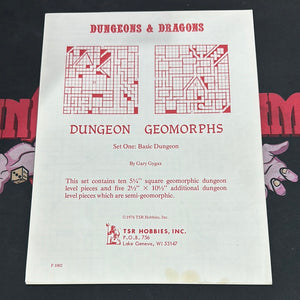 DUNGEONS & DRAGONS
DUNGEON GEOMORPHS
Set One: Basic Dungeon
By Gary Gygax
This set contains ten 5¼" square geomorphic dungeon
level pieces and five 2½" × 10½" additional dungeon
level pieces which are semi-geomorphic.
©1976 TSR Hobbies, Inc.
TSR HOBBIES, INC.
P.O.B. 756
Lake Geneva, WI 53147
F 1002